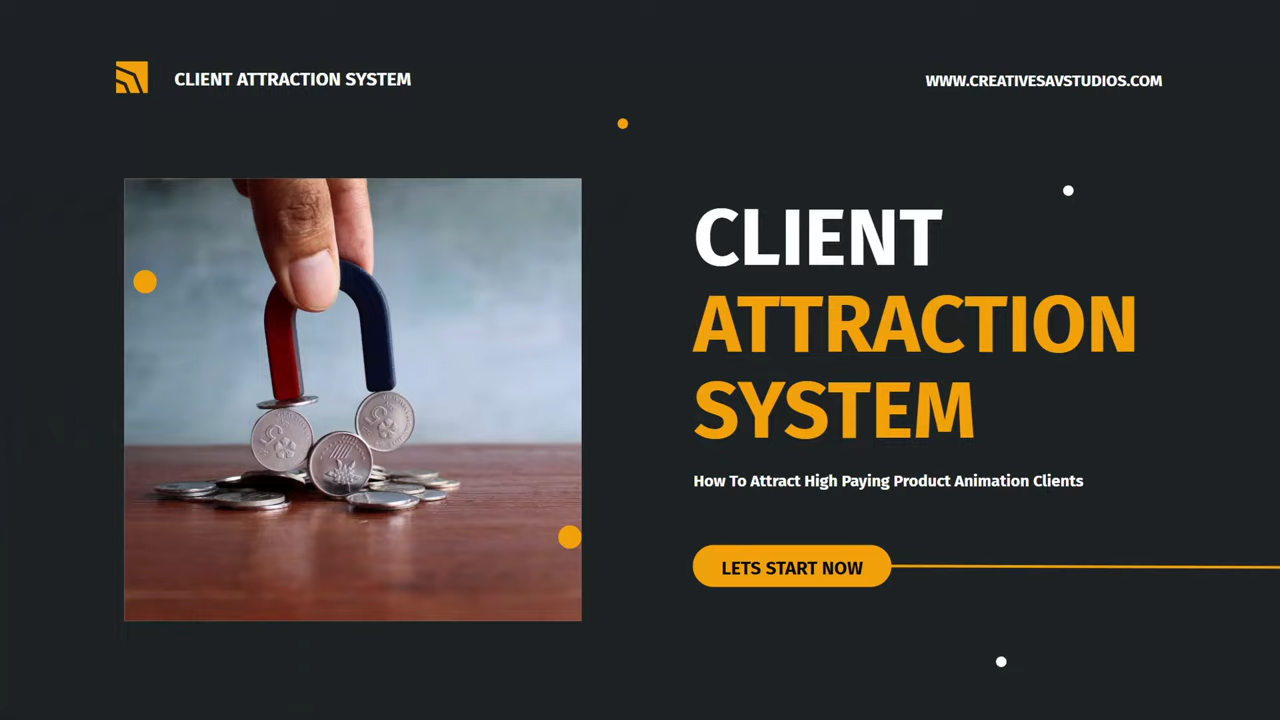 CLIENT ATTRACTION SYSTEM
WWW.CREATIVESAVSTUDIOS.COM
CLIENT
ATTRACTION
SYSTEM
How To Attract High Paying Product Animation Clients
LETS START NOW